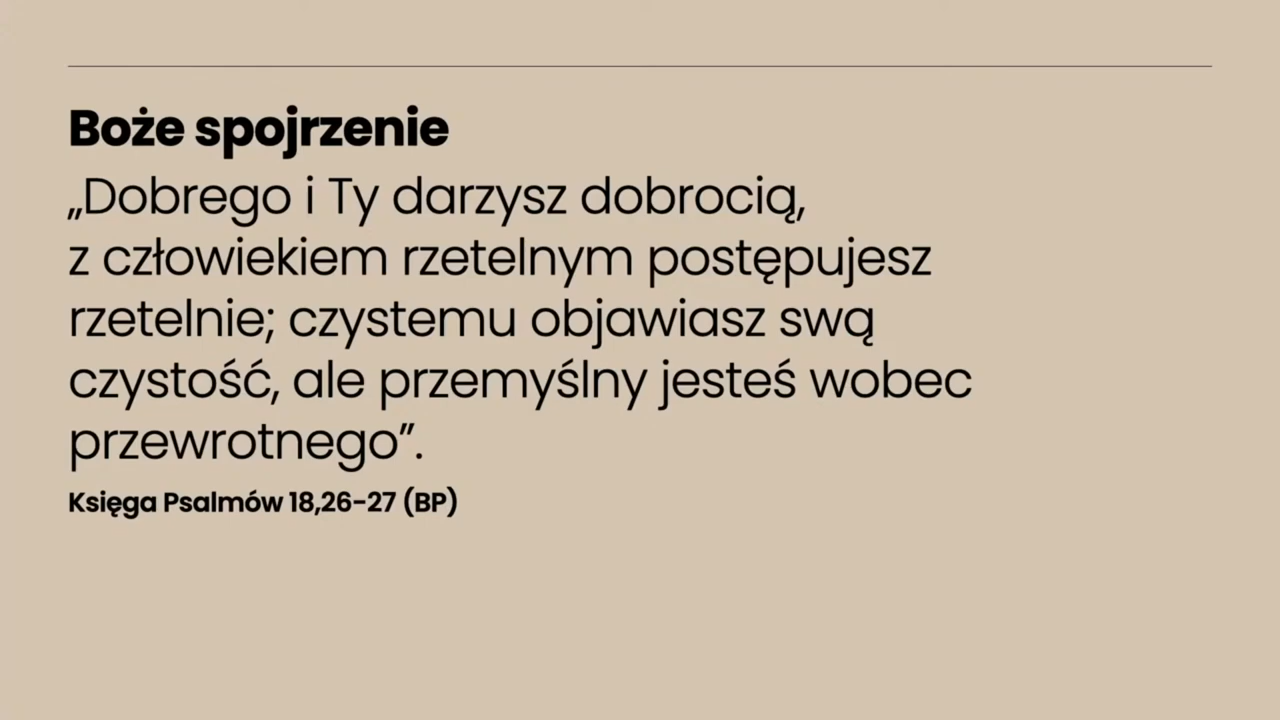 Boże spojrzenie
„Dobrego i Ty darzysz dobrocią,
z człowiekiem rzetelnym postępujesz
rzetelnie; czystemu objawiasz swą
czystość, ale przemyślny jesteś wobec
przewrotnego”.
Księga Psalmów 18,26-27 (BP)